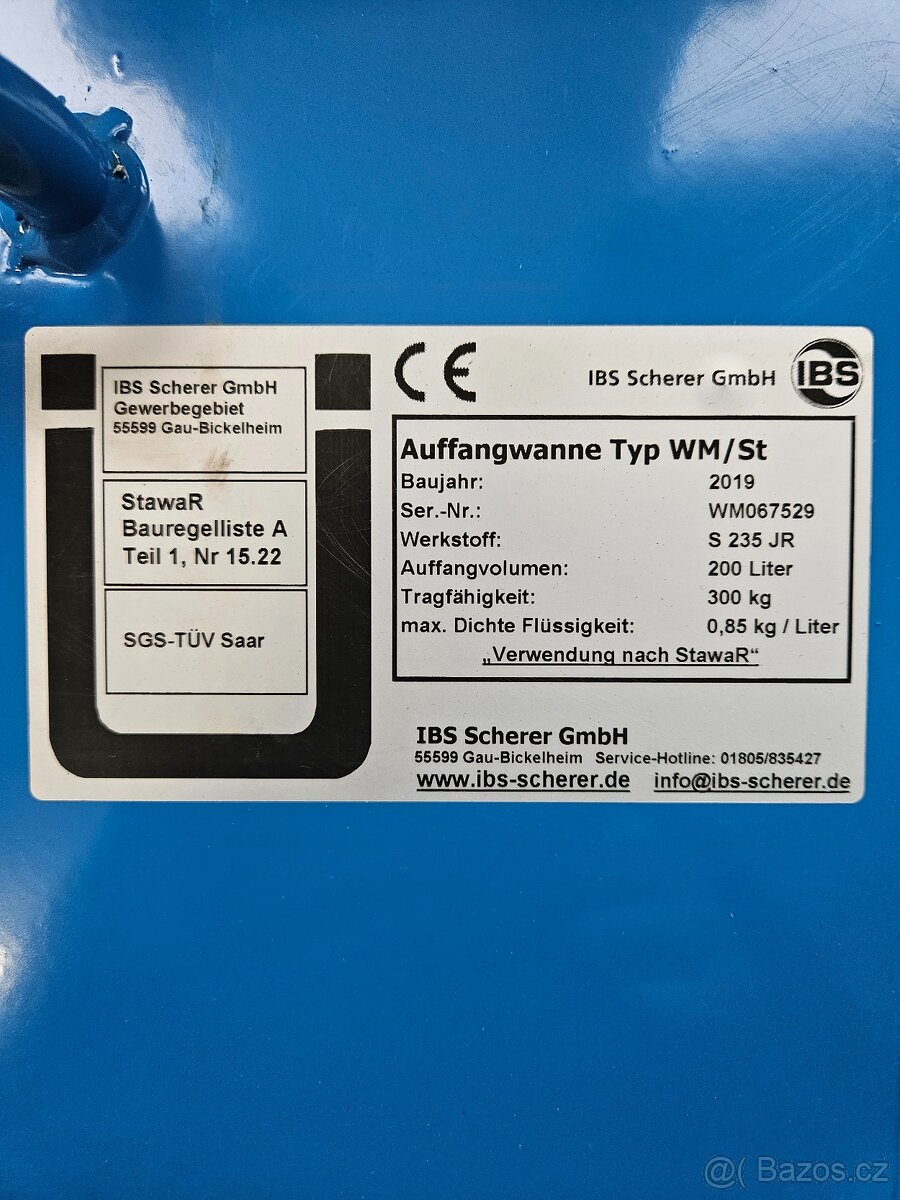 IBS Scherer GmbH
Gewerbegebiet
55599 Gau-Bickelheim
StawaR
Bauregelliste A
Teil 1, Nr 15.22
SGS-TÜV Saar
CE
IBS Scherer GmbH IBS
Auffangwanne Typ WM/St
Baujahr: 2019
Ser.-Nr.: WM067529
Werkstoff: S 235 JR
Auffangvolumen: 200 Liter
Tragfähigkeit: 300 kg
max. Dichte Flüssigkeit: 0,85 kg / Liter
„Verwendung nach StawaR“
IBS Scherer GmbH
55599 Gau-Bickelheim Service-Hotline: 01805/835427
www.ibs-scherer.de info@ibs-scherer.de
@( Bazos.cz